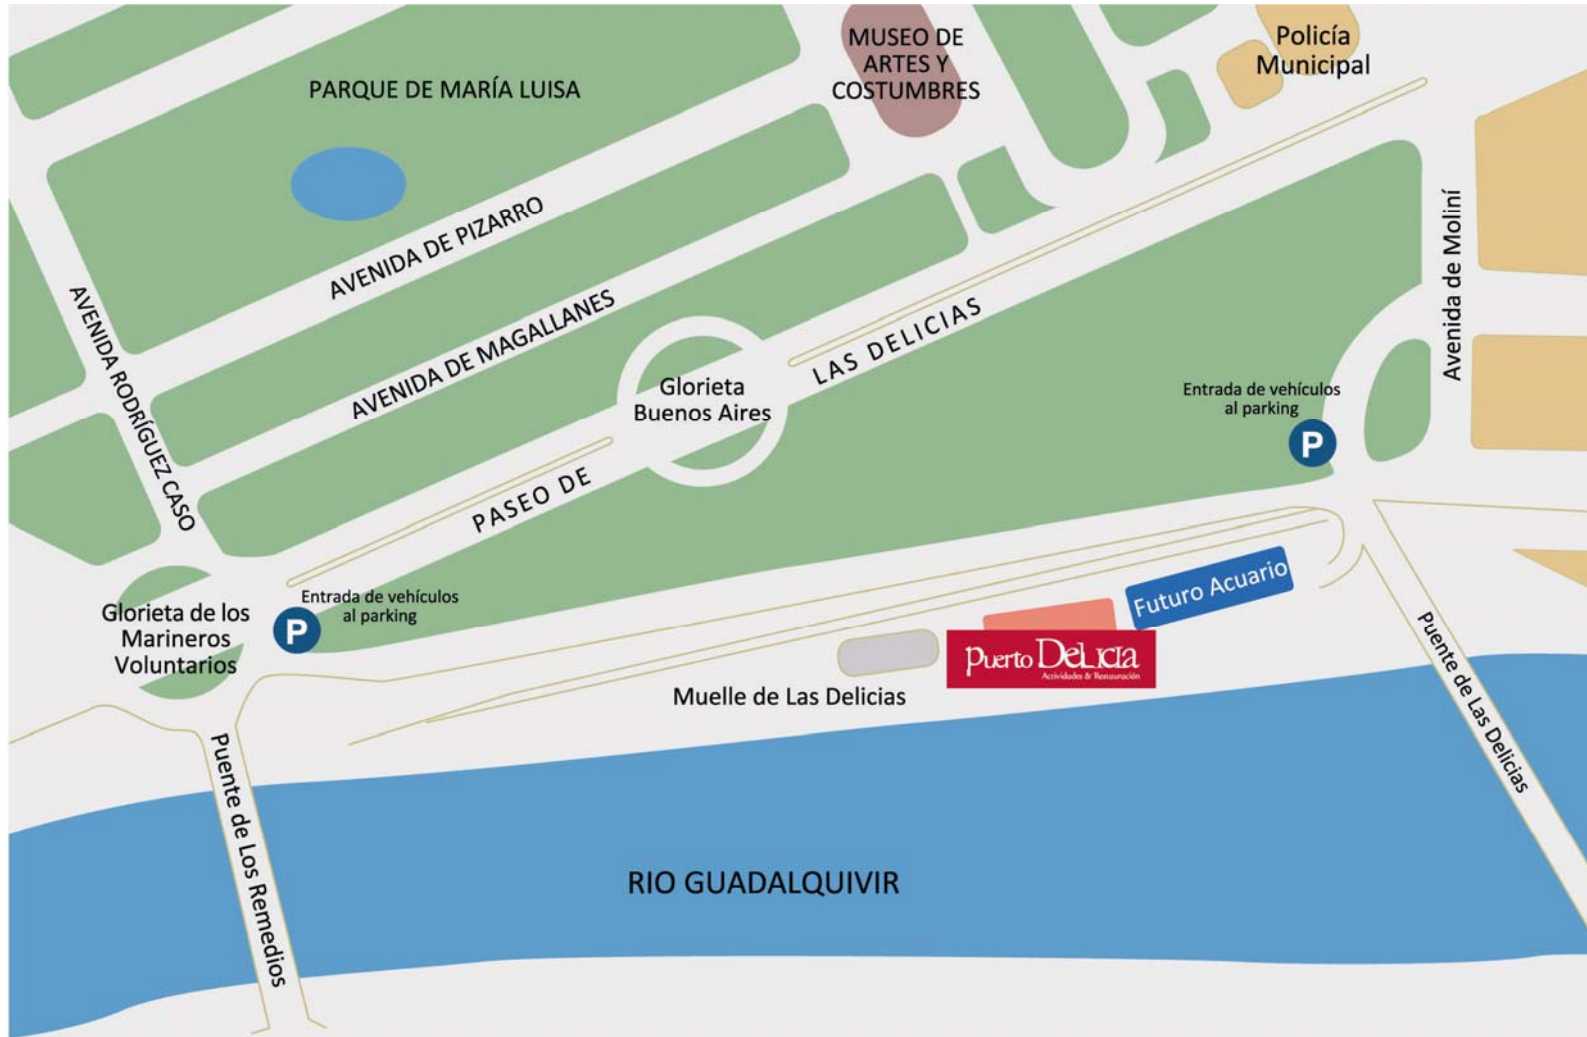 MUSEO DE
ARTES Y
COSTUMBRES
Policía
Municipal
PARQUE DE MARÍA LUISA
AVENIDA DE PIZARRO
AVENIDA DE MAGALLANES
AVENIDA RODRÍGUEZ CASO
Avenida de Moliní
Glorieta
Buenos Aires
PASEO DE
LAS DELICIAS
Entrada de vehículos
al parking
P
Entrada de vehículos
al parking
P
Glorieta de los
Marineros
Voluntarios
Futuro Acuario
Puerto DeLicia
Actividades & Restauración
Muelle de Las Delicias
Puente de Las Delicias
Puente de Los Remedios
RIO GUADALQUIVIR